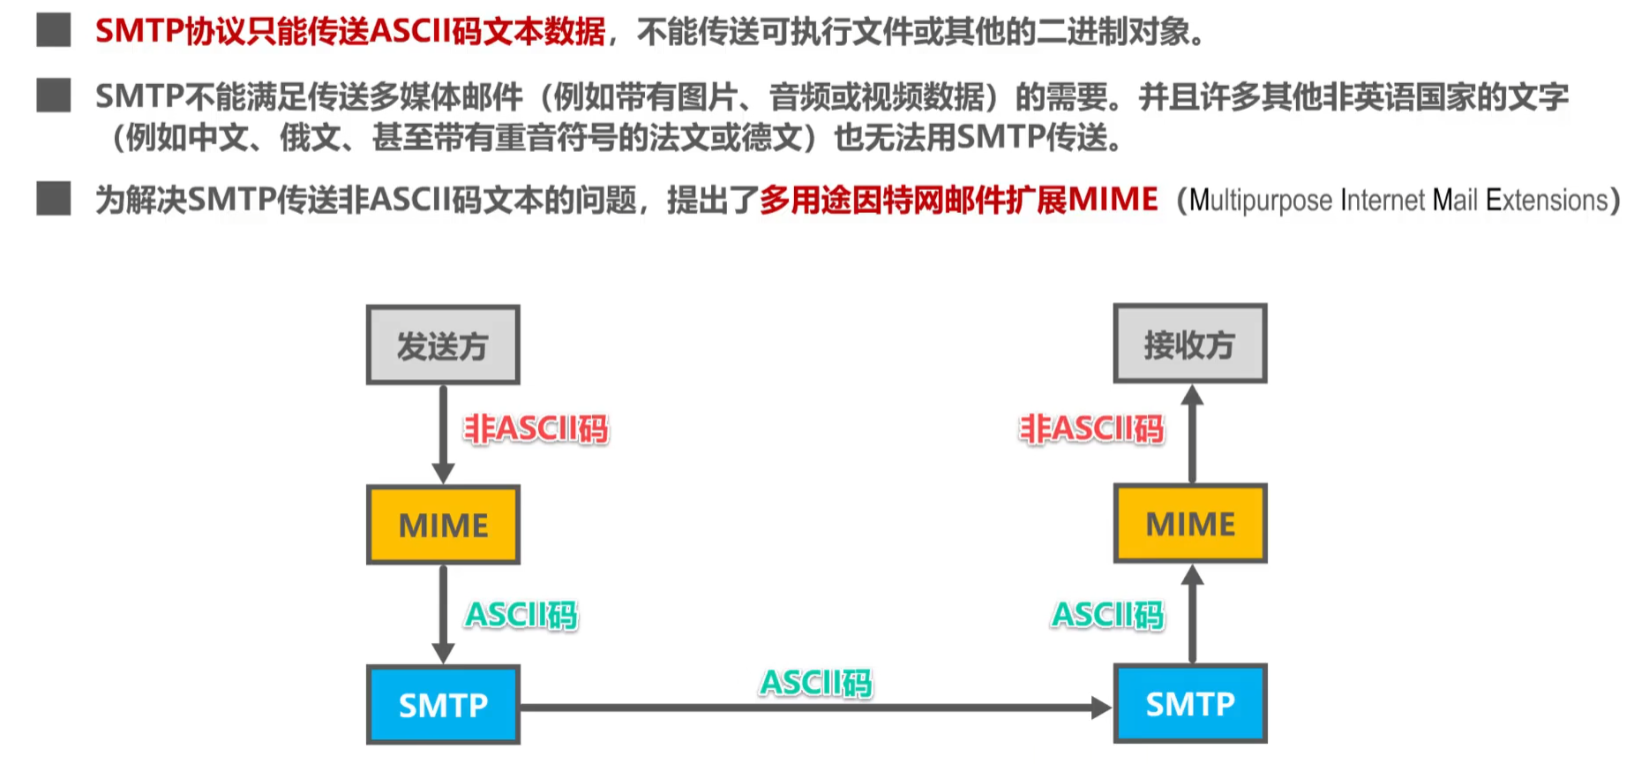 SMTP协议只能传送ASCII码文本数据，不能传送可执行文件或其他的二进制对象。
SMTP不能满足传送多媒体邮件（例如带有图片、音频或视频数据）的需要。并且许多其他非英语国家的文字
（例如中文、俄文、甚至带有重音符号的法文或德文）也无法用SMTP传送。
为解决SMTP传送非ASCII码文本的问题，提出了多用途因特网邮件扩展MIME（Multipurpose Internet Mail Extensions）
发送方
接收方
非ASCII码
非ASCII码
MIME
MIME
ASCII码
ASCII码
ASCII码
SMTP
SMTP